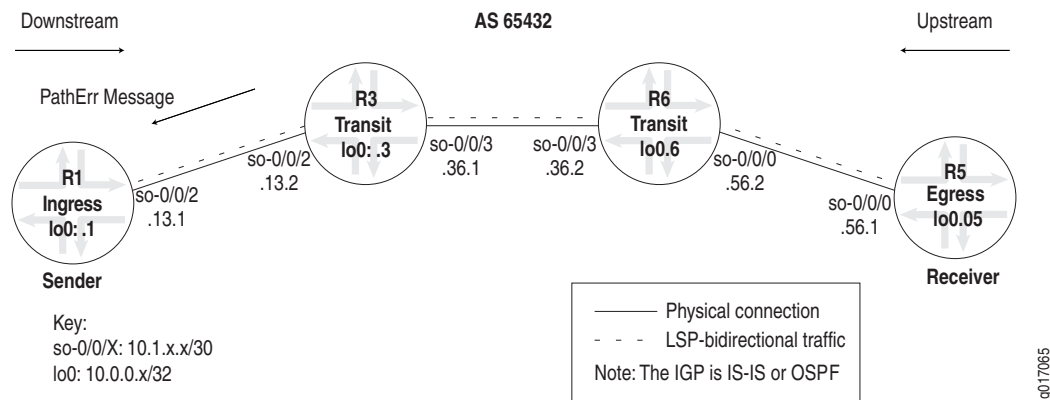 Downstream
AS 65432
Upstream
PathErr Message
R1
Ingress
lo0: .1
Sender
so-0/0/2
.13.1
so-0/0/2
.13.2
R3
Transit
lo0: .3
so-0/0/3
.36.1
so-0/0/3
.36.2
R6
Transit
lo0.6
so-0/0/0
.56.2
so-0/0/0
.56.1
R5
Egress
lo0.05
Receiver
Key:
so-0/0/X: 10.1.x.x/30
lo0: 10.0.0.x/32
Physical connection
LSP-bidirectional traffic
Note: The IGP is IS-IS or OSPF
g017065